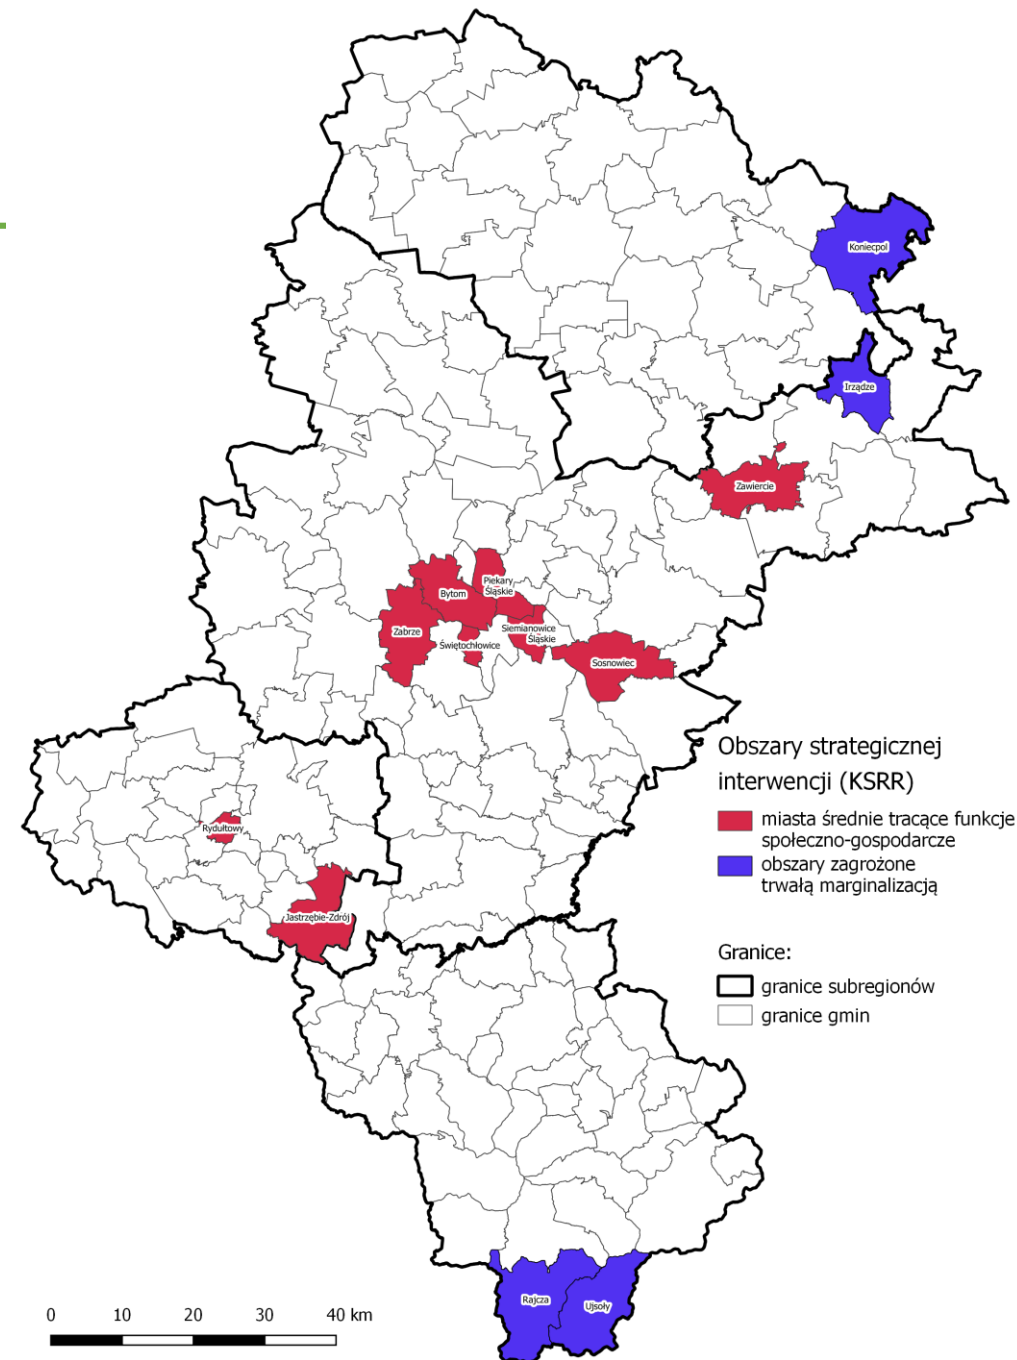 Koniecpol
Irządze
Zawiercie
Piekary
Śląskie
Bytom
Siemianowice
Śląskie
Zabrze
Świętochłowice
Sosnowiec
Obszary strategicznej
interwencji (KSRR)
miasta średnie tracące funkcje
społeczno-gospodarcze
obszary zagrożone
trwałą marginalizacją
Rydułtowy
Jastrzębie-Zdrój
Granice:
granice subregionów
granice gmin
Rajcza
Ujsoły
0 10 20 30 40 km